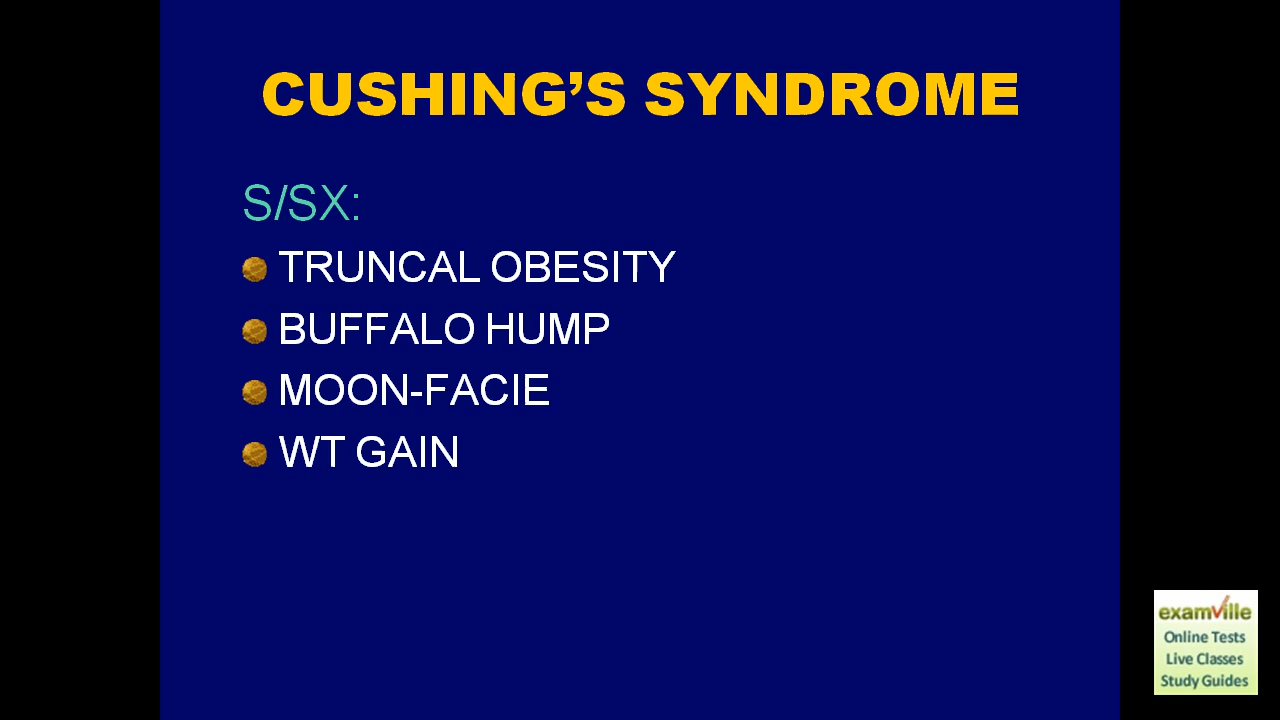 CUSHING’S SYNDROME
S/SX:
TRUNCAL OBESITY
BUFFALO HUMP
MOON-FACIE
WT GAIN
examville
Online Tests
Live Classes
Study Guides